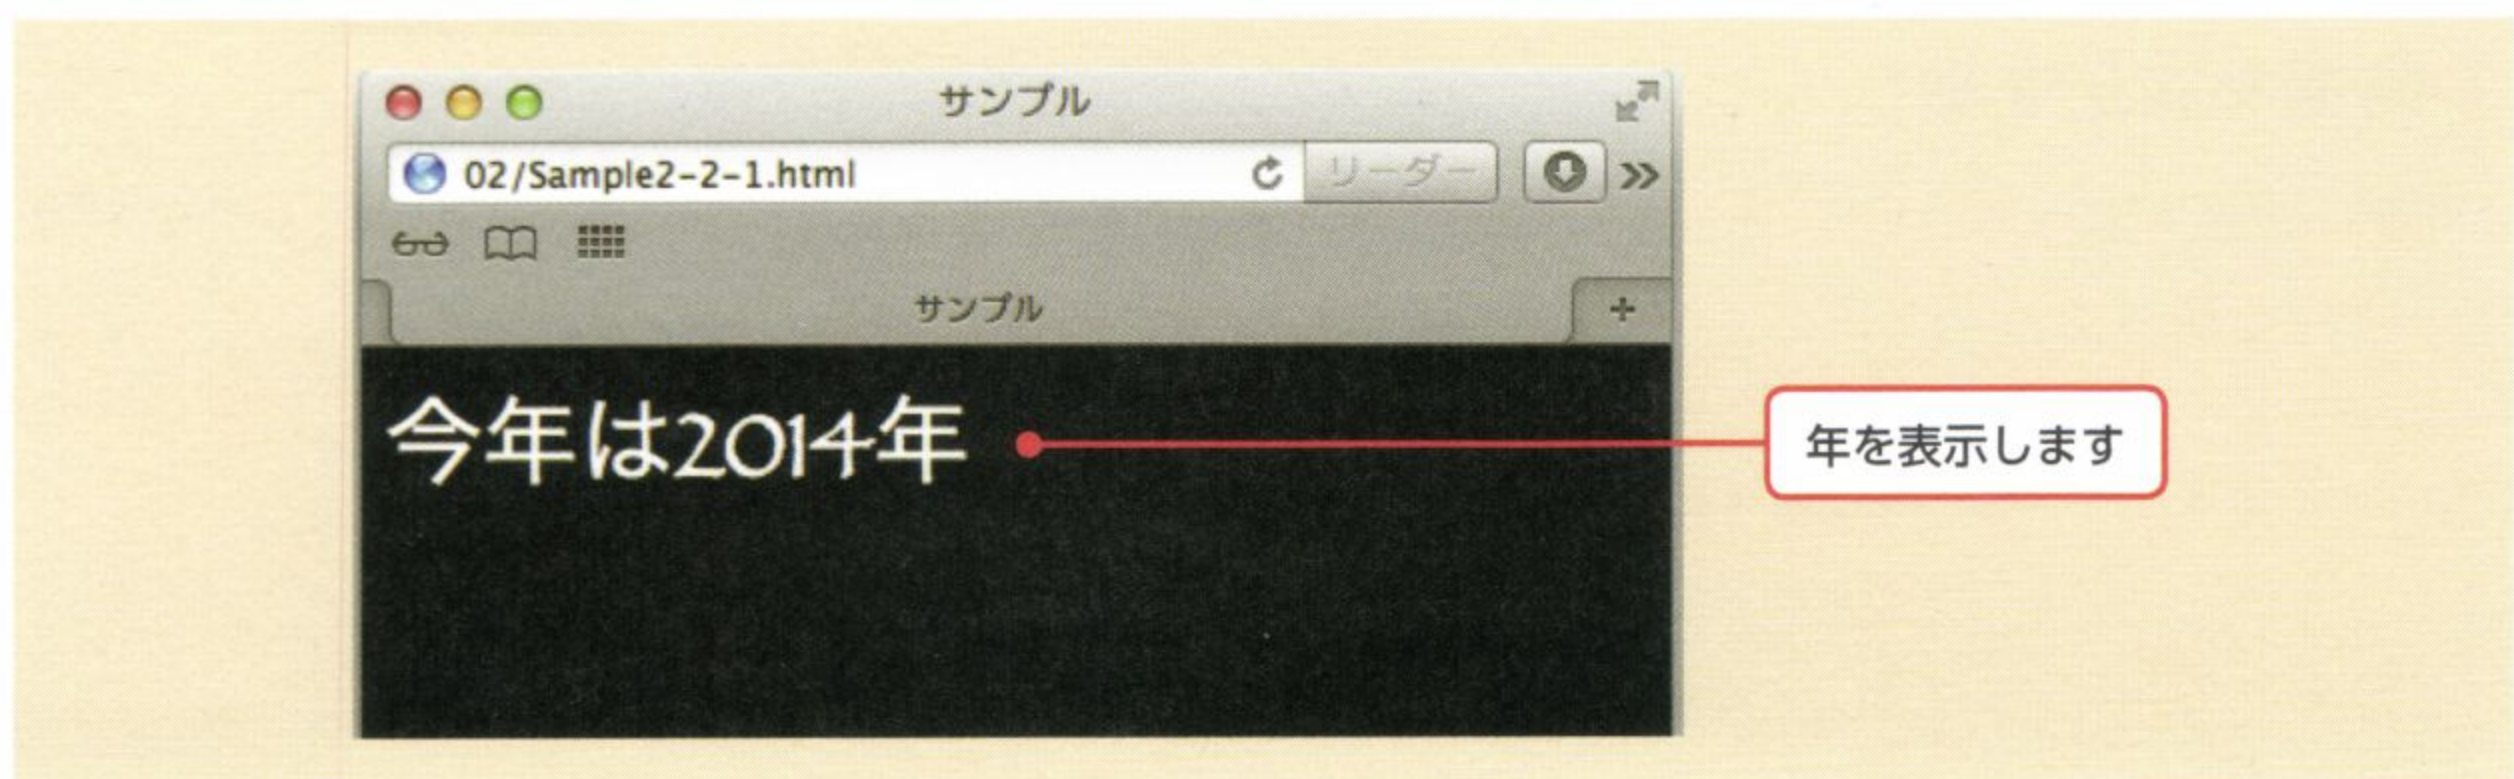 サンプル
02/Sample2-2-1.html
リーダー
サンプル
今年は2014年
年を表示します